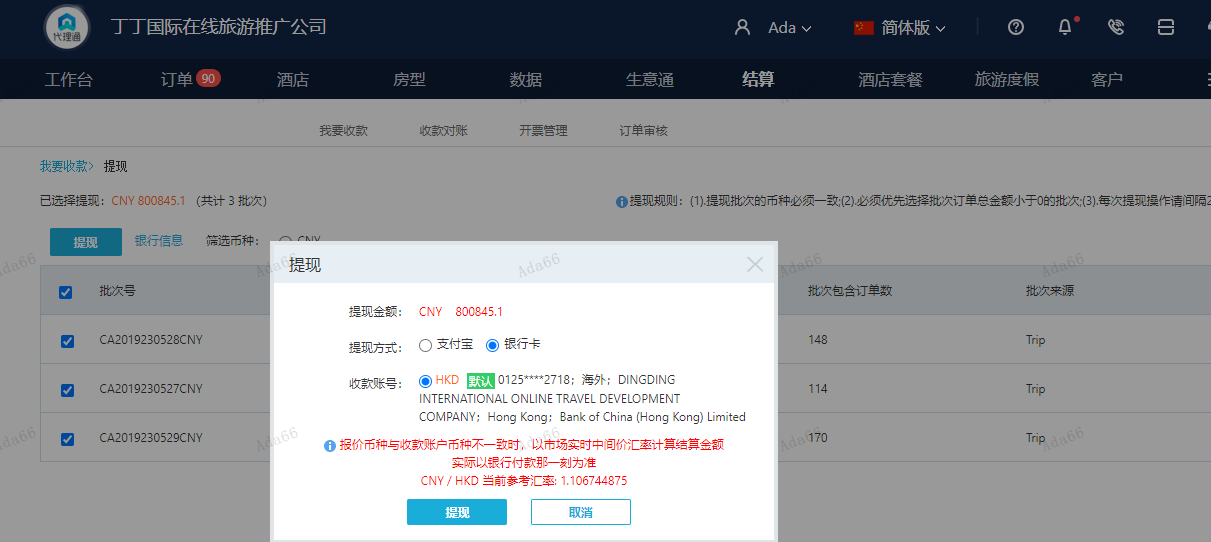 代理通
丁丁国际在线旅游推广公司
Ada
简体版
工作台
订单 90
酒店
房型
数据
生意通
结算
酒店套餐
旅游度假
客户
我要收款
收款对账
开票管理
订单审核
我要收款> 提现
已选择提现： CNY 800845.1 （共计 3 批次）
提现规则：(1).提现批次的币种必须一致;(2).必须优先选择批次订单总金额小于0的批次;(3).每次提现操作请间隔2
提现
银行信息
筛选币种：
CNY
提现
批次号
批次包含订单数
批次来源
CA2019230528CNY
148
Trip
CA2019230527CNY
114
Trip
CA2019230529CNY
170
Trip
提现金额： CNY 800845.1
提现方式： 支付宝 银行卡
收款账号： HKD 默认 0125****2718；海外；DINGDING
INTERNATIONAL ONLINE TRAVEL DEVELOPMENT
COMPANY；Hong Kong；Bank of China (Hong Kong) Limited
报价币种与收款账户币种不一致时，以市场实时中间价汇率计算结算金额
实际以银行付款那一刻为准
CNY / HKD 当前参考汇率: 1.106744875
提现
取消
Ada66
Ada66
Ada66
Ada66
Ada66
Ada66
Ada66
Ada66
Ada66